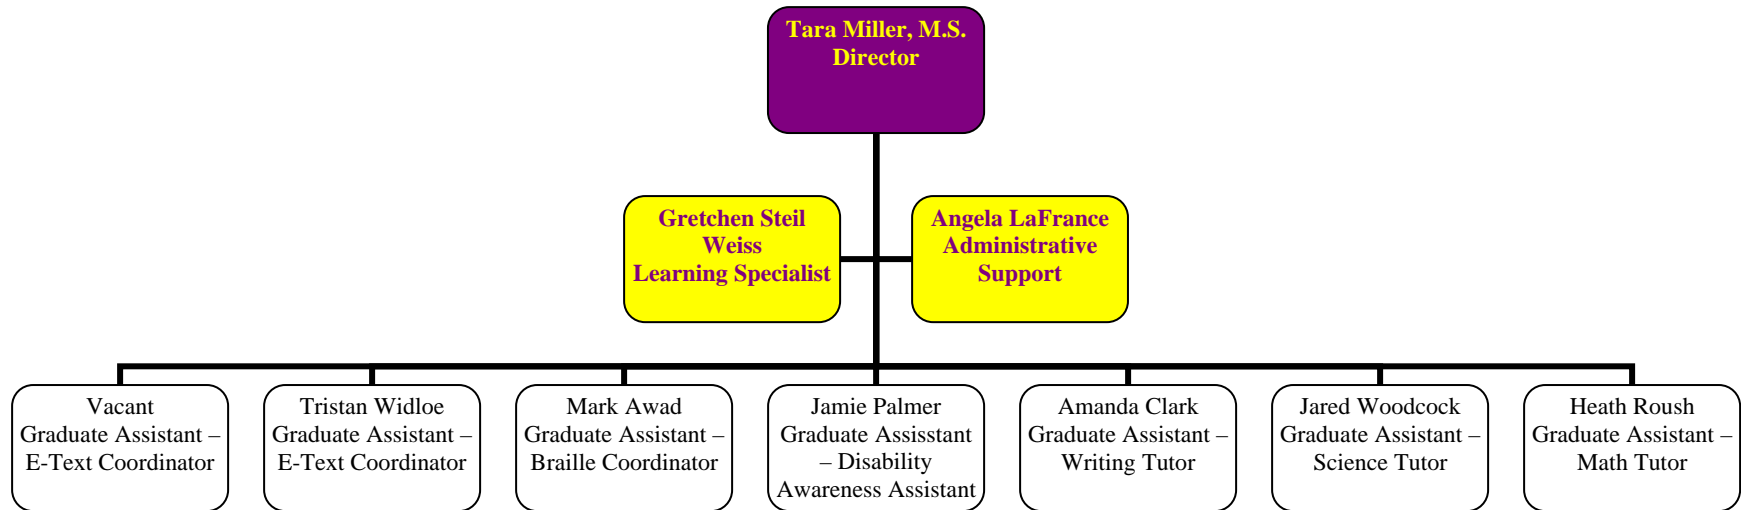 Tara Miller, M.S.
Director
Gretchen Steil
Weiss
Learning Specialist
Angela LaFrance
Administrative
Support
Vacant
Graduate Assistant –
E-Text Coordinator
Tristan Widloe
Graduate Assistant –
E-Text Coordinator
Mark Awad
Graduate Assistant –
Braille Coordinator
Jamie Palmer
Graduate Assisstant
– Disability
Awareness Assistant
Amanda Clark
Graduate Assistant –
Writing Tutor
Jared Woodcock
Graduate Assistant –
Science Tutor
Heath Roush
Graduate Assistant –
Math Tutor